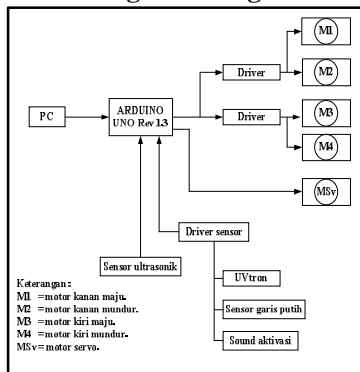 M1
Driver
M2
PC
ARDUINO
UNO Rev 1.3
Driver
M3
M4
MSv
Driver sensor
Sensor ultrasonik
UVtron
Sensor garis putih
Sound aktivasi
Keterangan :
M1 =motor kanan maju.
M2 =motor kanan mundur.
M3 =motor kiri maju.
M4 =motor kiri mundur.
MSv=motor servo.